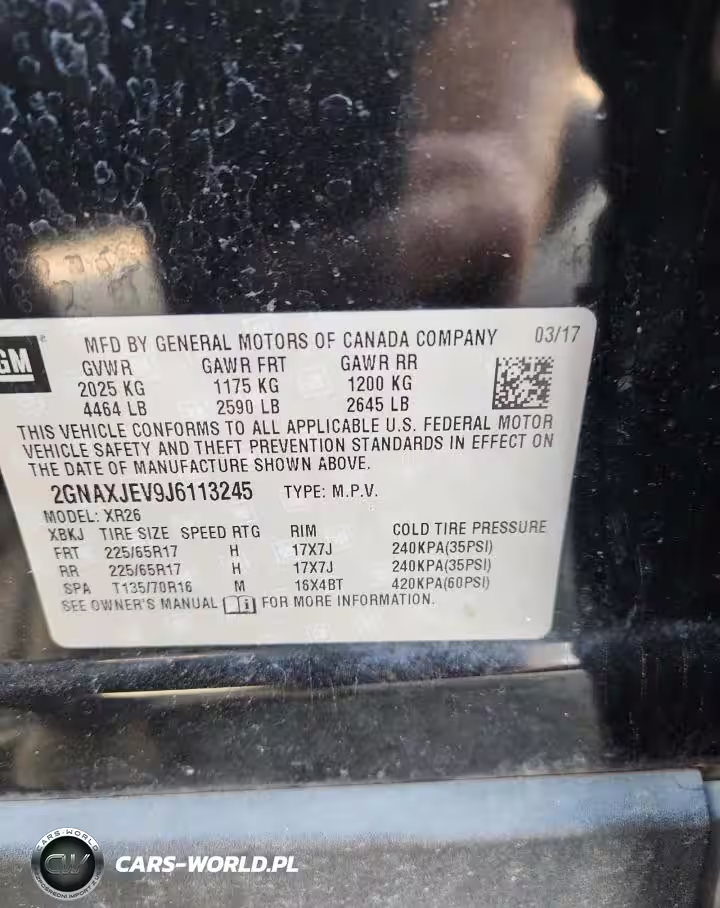 GM
MFD BY GENERAL MOTORS OF CANADA COMPANY 03/17
GVWR GAWR FRT GAWR RR
2025 KG 1175 KG 1200 KG
4464 LB 2590 LB 2645 LB
THIS VEHICLE CONFORMS TO ALL APPLICABLE U.S. FEDERAL MOTOR
VEHICLE SAFETY AND THEFT PREVENTION STANDARDS IN EFFECT ON
THE DATE OF MANUFACTURE SHOWN ABOVE.
2GNAXJEV9J6113245 TYPE: M.P.V.
MODEL: XR26
XBKJ TIRE SIZE SPEED RTG RIM COLD TIRE PRESSURE
FRT 225/65R17 H 17X7J 240KPA(35PSI)
RR 225/65R17 H 17X7J 240KPA(35PSI)
SPA T135/70R16 M 16X4BT 420KPA(60PSI)
SEE OWNER'S MANUAL i FOR MORE INFORMATION.
CARS-WORLD
CW
CARS-WORLD.PL